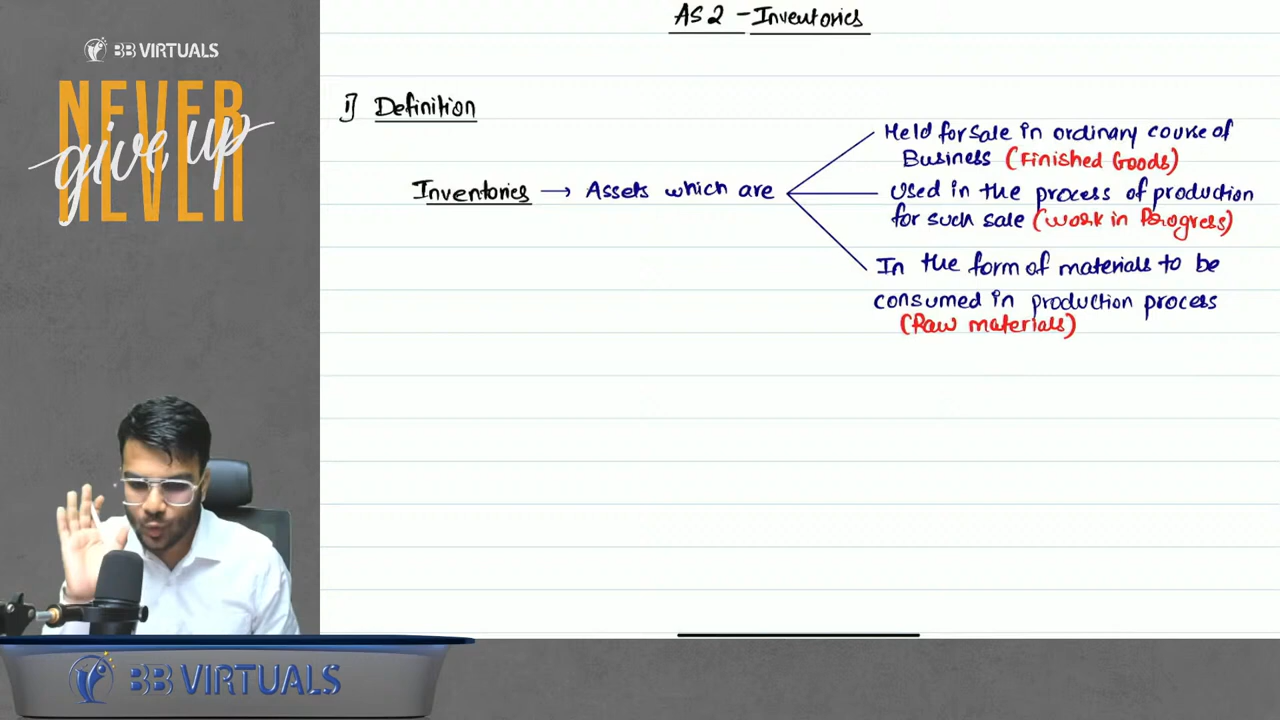 BB VIRTUALS
NEVER
give up
NEVER
AS 2 - Inventories
1] Definition
Inventories → Assets which are
Held for sale in ordinary course of
Business (Finished Goods)
Used in the process of production
for such sale (Work in Progress)
In the form of materials to be
consumed in production process
(Raw materials)
BB VIRTUALS